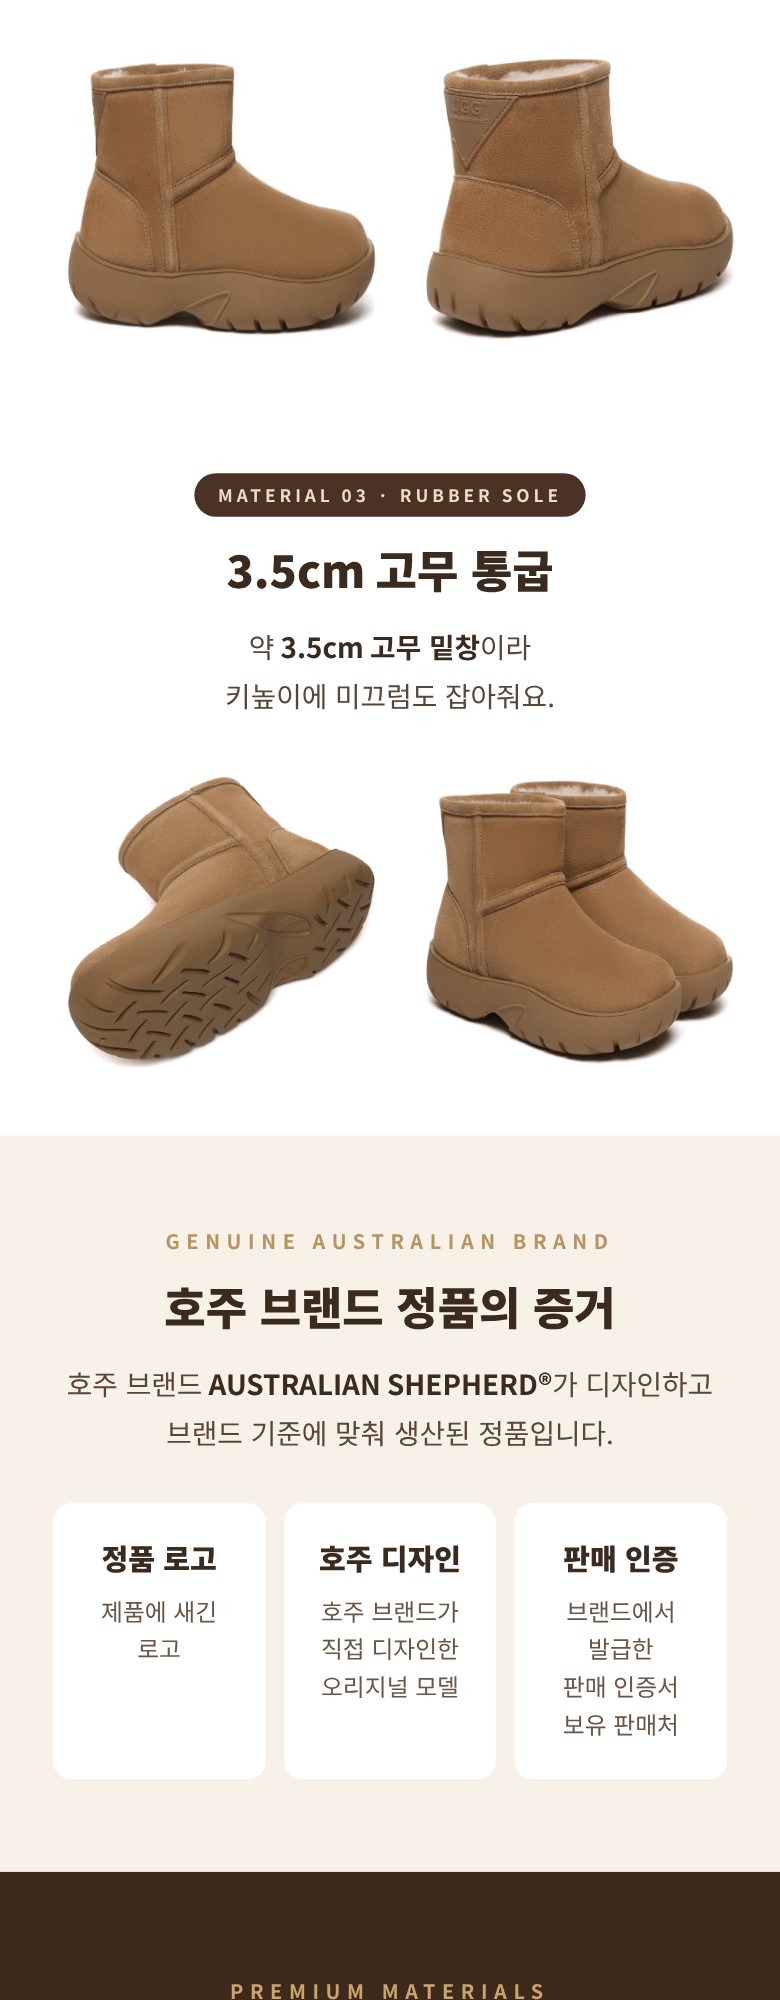 UGG
MATERIAL 03 · RUBBER SOLE
3.5cm 고무 통굽
약 3.5cm 고무 밑창이라
키높이에 미끄럼도 잡아줘요.
GENUINE AUSTRALIAN BRAND
호주 브랜드 정품의 증거
호주 브랜드 AUSTRALIAN SHEPHERD®가 디자인하고
브랜드 기준에 맞춰 생산된 정품입니다.
정품 로고
제품에 새긴
로고
호주 디자인
호주 브랜드가
직접 디자인한
오리지널 모델
판매 인증
브랜드에서
발급한
판매 인증서
보유 판매처
PREMIUM MATERIALS